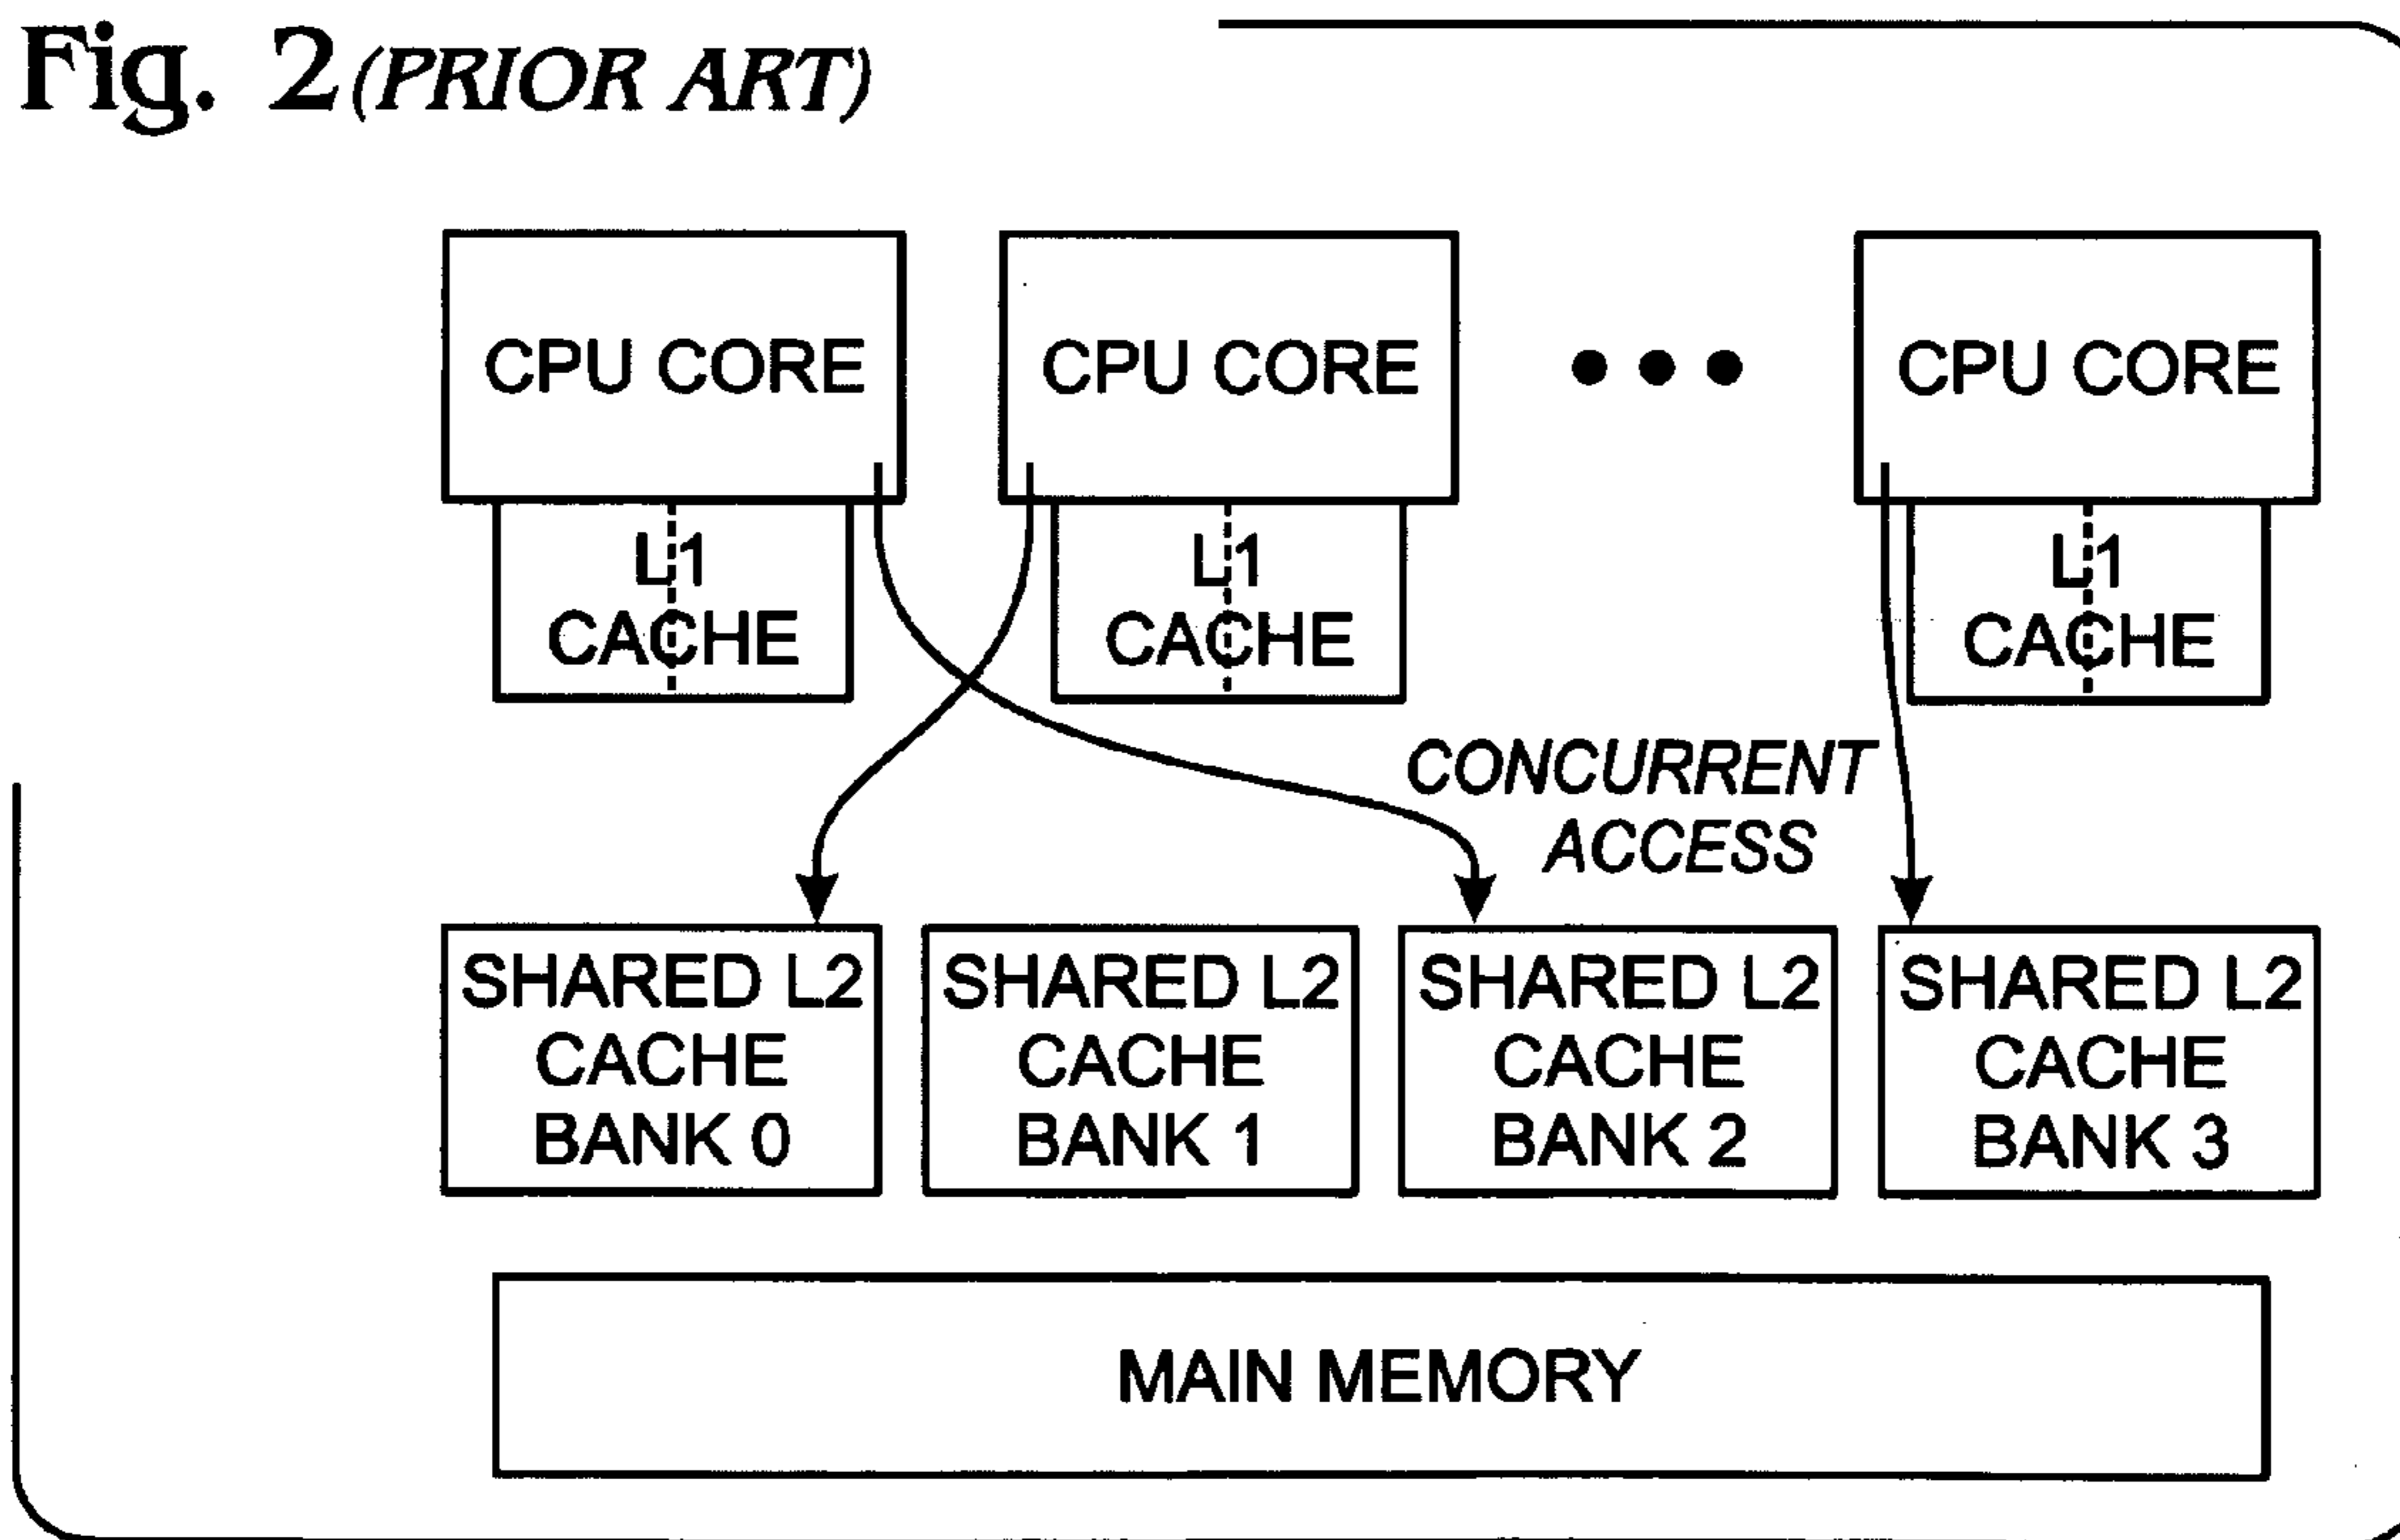 Fig. 2 (PRIOR ART)
CPU CORE
CPU CORE
CPU CORE
L1
CACHE
L1
CACHE
L1
CACHE
CONCURRENT
ACCESS
SHARED L2
CACHE
BANK 0
SHARED L2
CACHE
BANK 1
SHARED L2
CACHE
BANK 2
SHARED L2
CACHE
BANK 3
MAIN MEMORY